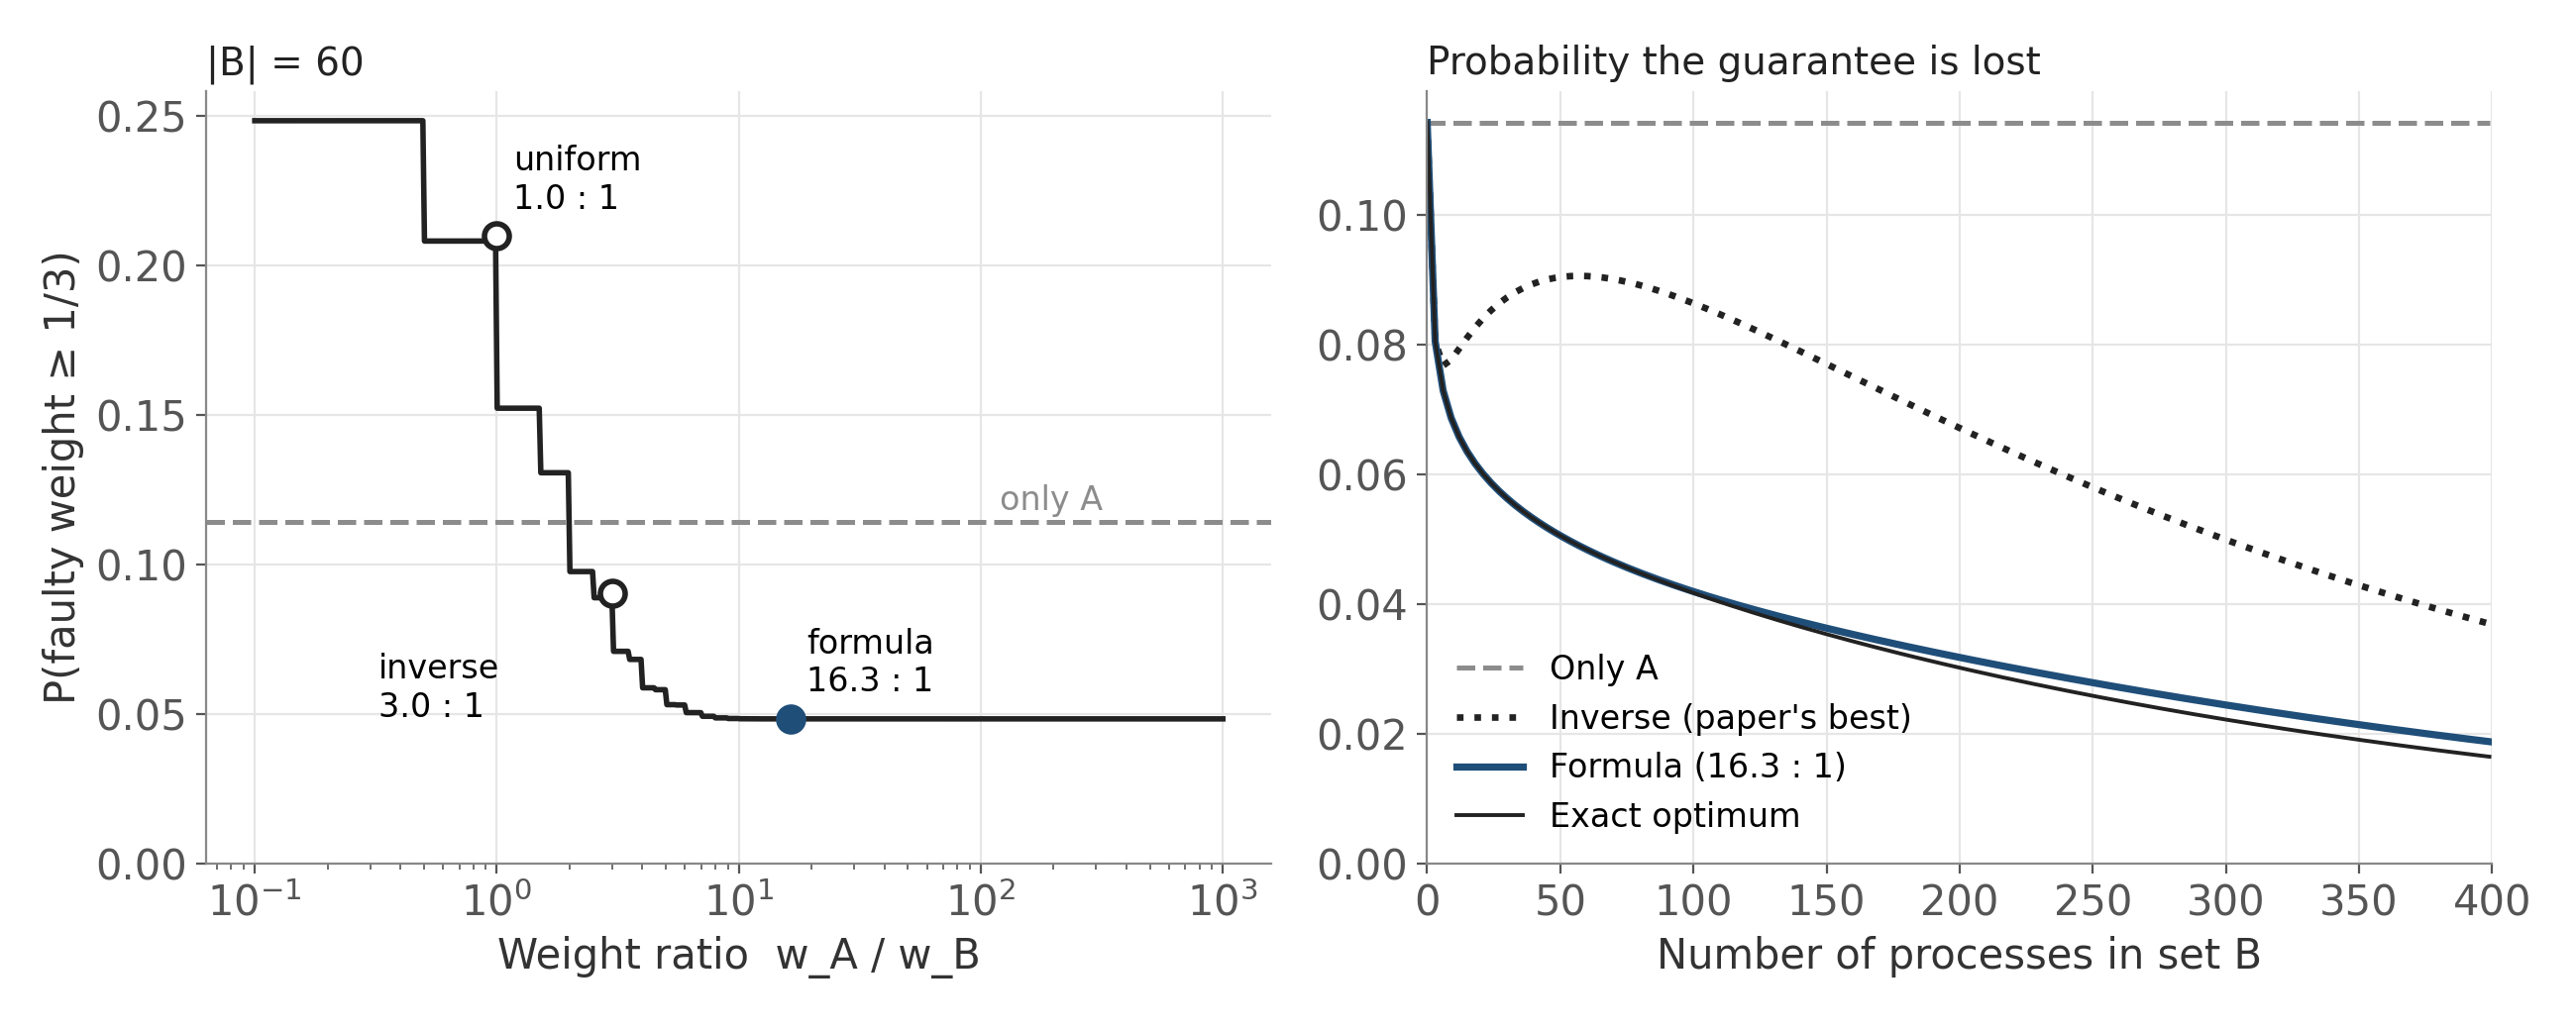 |B| = 60
P(faulty weight ≥ 1/3)
0.25
0.20
0.15
0.10
0.05
0.00
uniform
1.0 : 1
only A
inverse
3.0 : 1
formula
16.3 : 1
10⁻¹ 10⁰ 10¹ 10² 10³
Weight ratio w_A / w_B
Probability the guarantee is lost
0.10
0.08
0.06
0.04
0.02
0.00
Only A
Inverse (paper's best)
Formula (16.3 : 1)
Exact optimum
0 50 100 150 200 250 300 350 400
Number of processes in set B